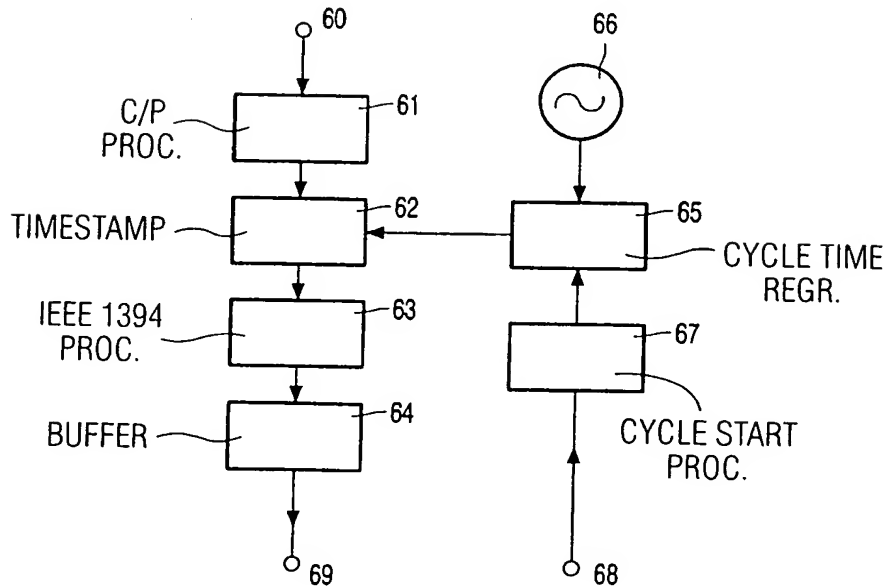 60
66
61
C/P
PROC.
62
65
TIMESTAMP
CYCLE TIME
REGR.
63
IEEE 1394
PROC.
67
64
BUFFER
CYCLE START
PROC.
69
68